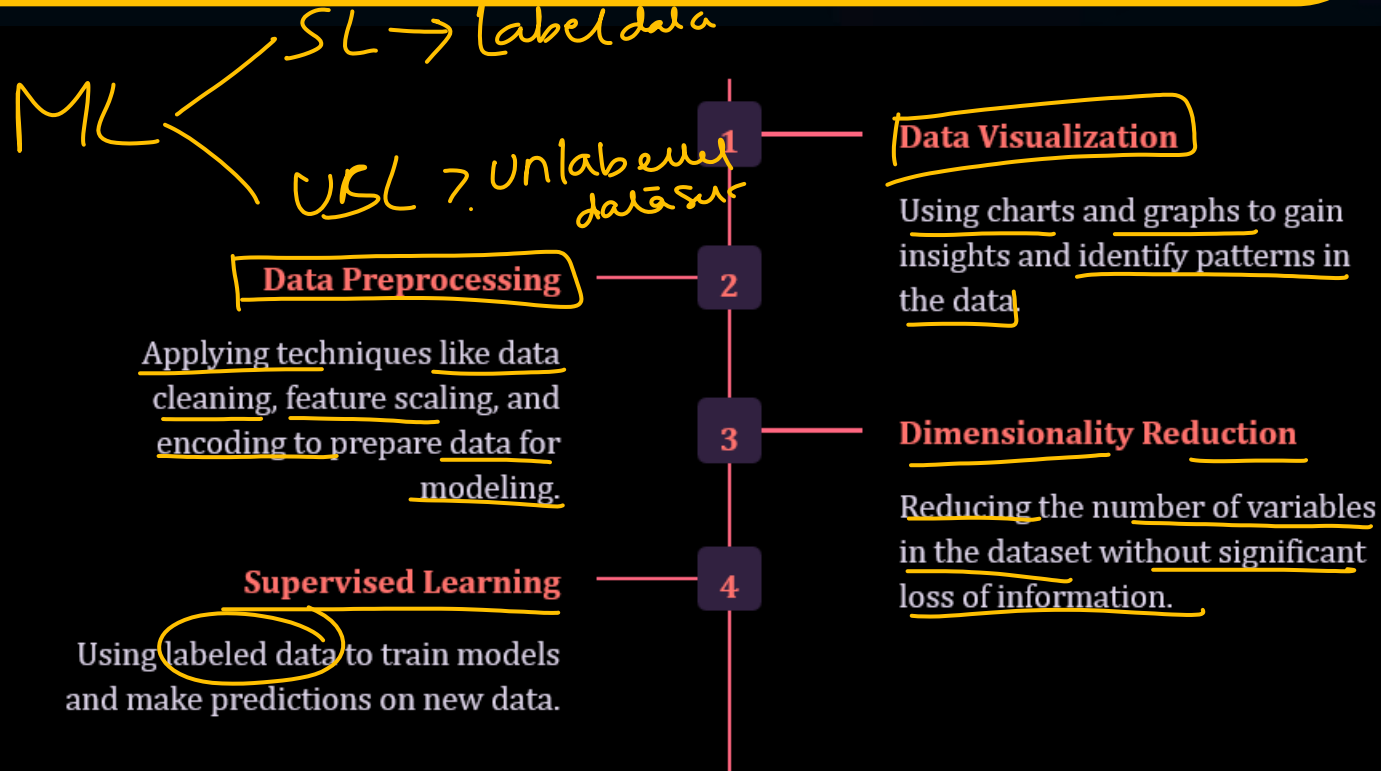 SL → Label data
ML
USL ? Unlabelled
dataset
1
Data Visualization
Using charts and graphs to gain
insights and identify patterns in
the data.
2
Data Preprocessing
Applying techniques like data
cleaning, feature scaling, and
encoding to prepare data for
modeling.
3
Dimensionality Reduction
Reducing the number of variables
in the dataset without significant
loss of information.
4
Supervised Learning
Using labeled data to train models
and make predictions on new data.